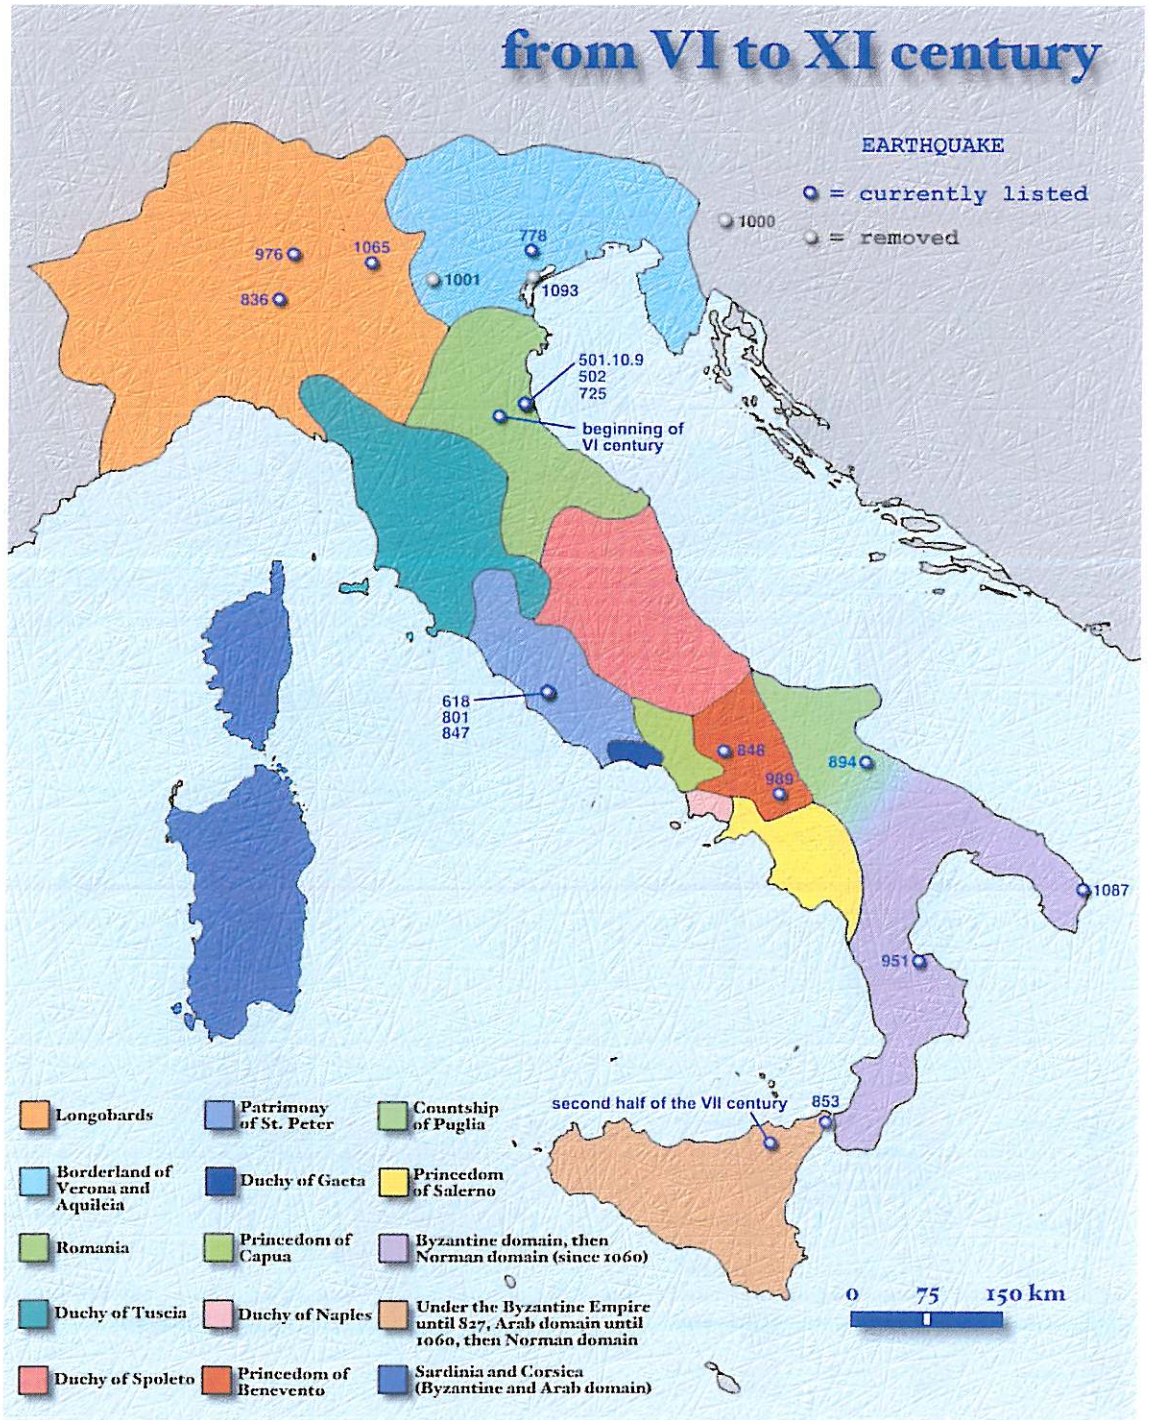 from VI to XI century
EARTHQUAKE
= currently listed
= removed
1000
778
976
1065
1001
1093
836
501.10.9
502
725
beginning of
VI century
618
801
847
848
894
989
1087
951
second half of the VII century
853
Longobards
Borderland of
Verona and
Aquileia
Romania
Duchy of Tuscia
Duchy of Spoleto
Patrimony
of St. Peter
Duchy of Gaeta
Princedom of
Capua
Duchy of Naples
Princedom of
Benevento
Countship
of Puglia
Princedom
of Salerno
Byzantine domain, then
Norman domain (since 1060)
Under the Byzantine Empire
until 827, Arab domain until
1060, then Norman domain
Sardinia and Corsica
(Byzantine and Arab domain)
0 75 150 km